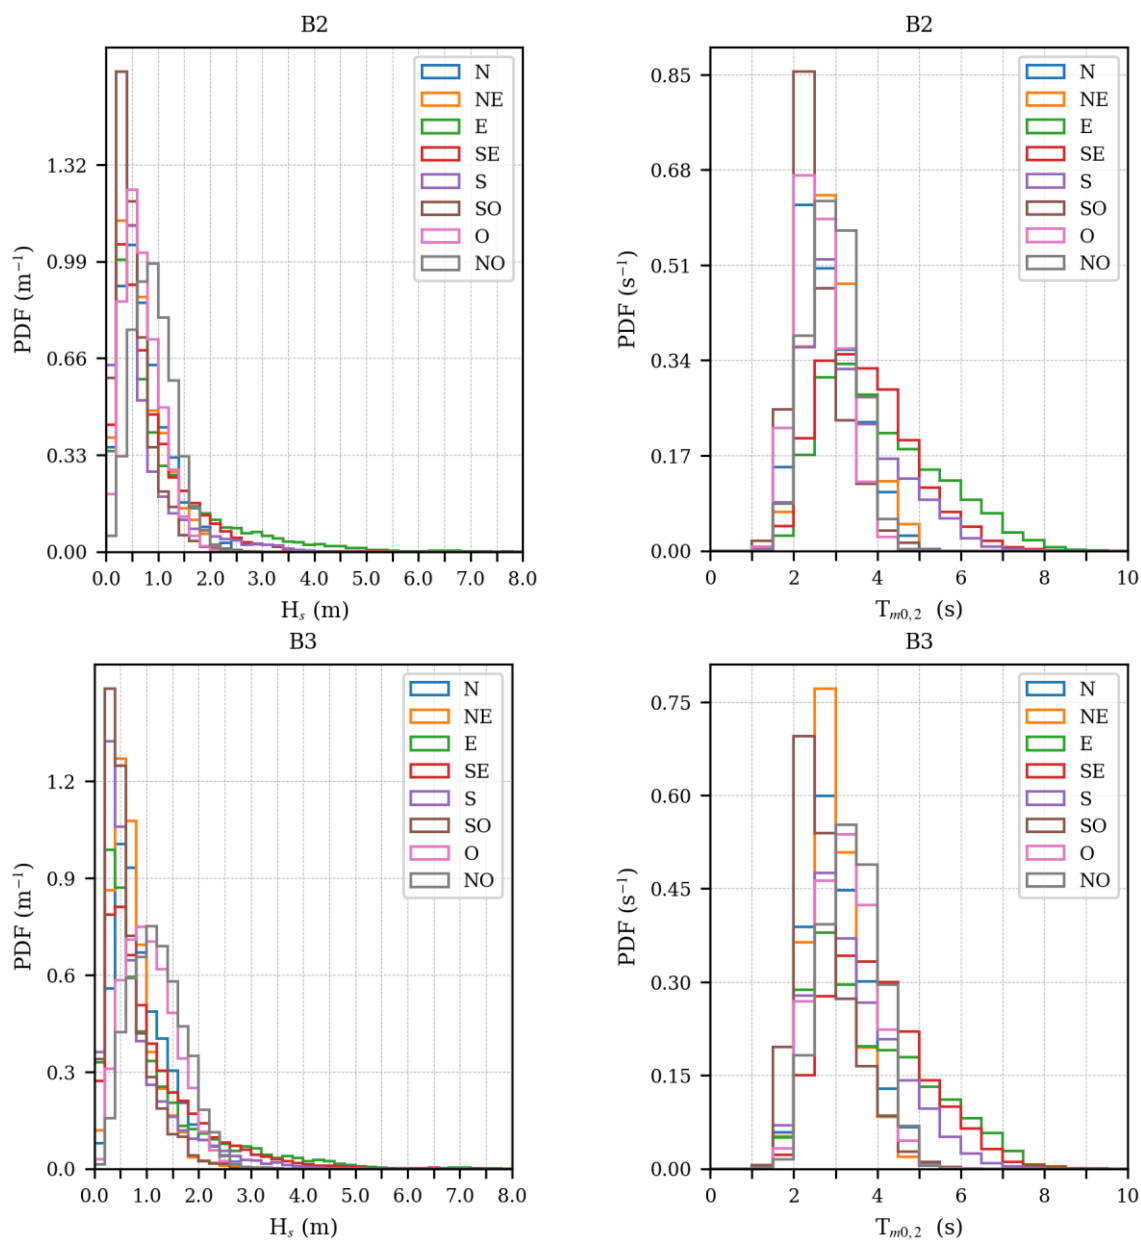 B2
PDF (m⁻¹)
1.32
0.99
0.66
0.33
0.00
N
NE
E
SE
S
SO
O
NO
0.0 1.0 2.0 3.0 4.0 5.0 6.0 7.0 8.0
Hₛ (m)
B2
PDF (s⁻¹)
0.85
0.68
0.51
0.34
0.17
0.00
N
NE
E
SE
S
SO
O
NO
0 2 4 6 8 10
Tm0,2 (s)
B3
PDF (m⁻¹)
1.2
0.9
0.6
0.3
0.0
N
NE
E
SE
S
SO
O
NO
0.0 1.0 2.0 3.0 4.0 5.0 6.0 7.0 8.0
Hₛ (m)
B3
PDF (s⁻¹)
0.75
0.60
0.45
0.30
0.15
0.00
N
NE
E
SE
S
SO
O
NO
0 2 4 6 8 10
Tm0,2 (s)